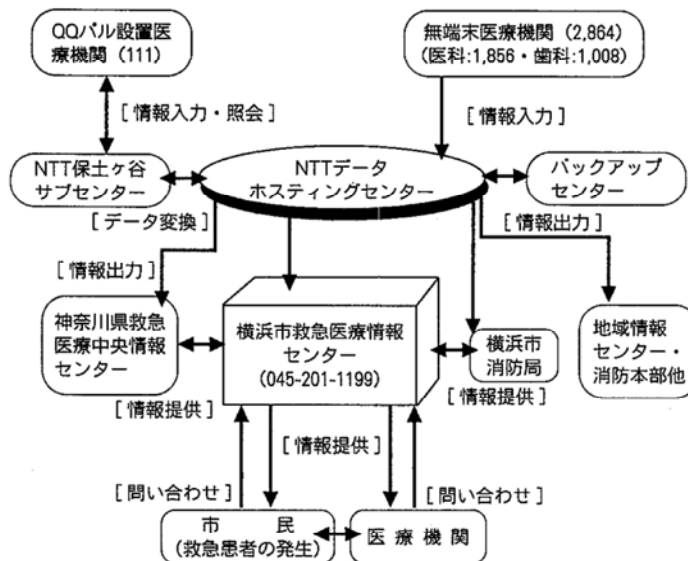 QQパル設置医
療機関（111）
無端末医療機関（2,864）
（医科:1,856・歯科:1,008）
［情報入力・照会］
［情報入力］
NTT保土ヶ谷
サブセンター
NTTデータ
ホスティングセンター
バックアップ
センター
［データ変換］
［情報出力］
［情報出力］
神奈川県救急
医療中央情報
センター
横浜市救急医療情報
センター
（045-201-1199）
横浜市
消防局
地域情報
センター・
消防本部他
［情報提供］
［情報提供］
［情報提供］
［問い合わせ］
［問い合わせ］
市　民
（救急患者の発生）
医療機関